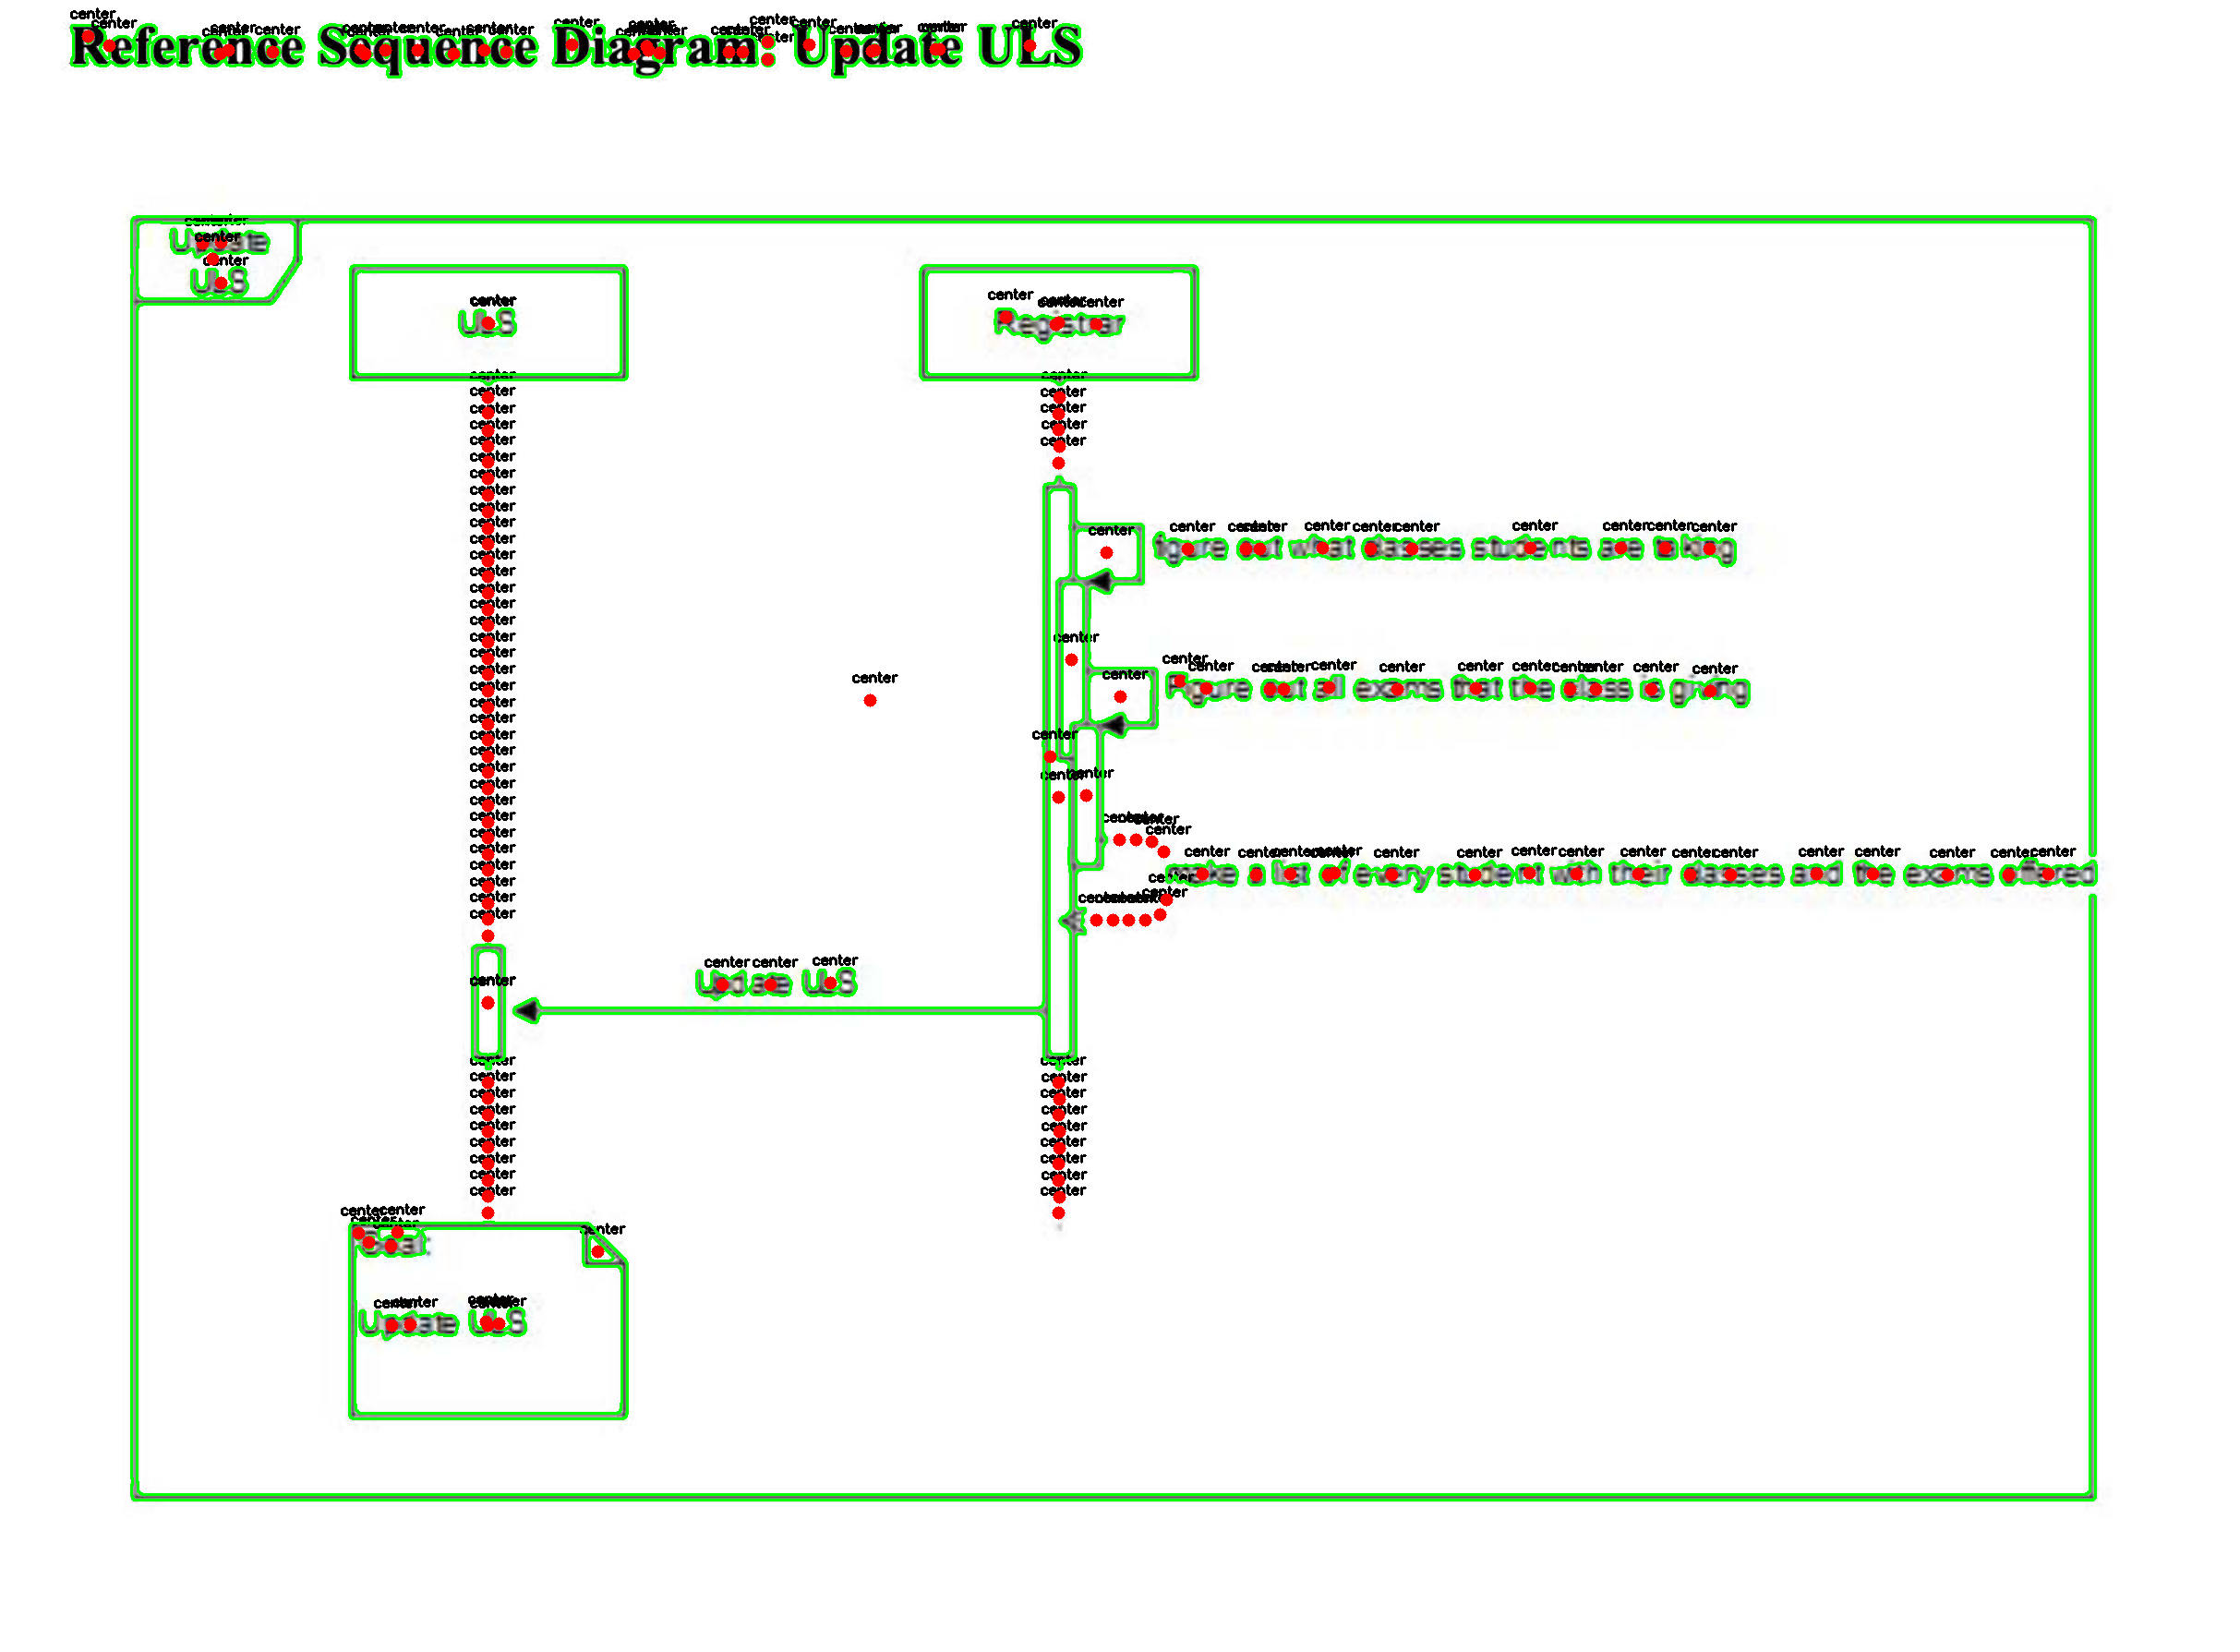 Reference Sequence Diagram: Update ULS
Update
ULS
ULS
Registrar
figure out what classes students are taking
Figure out all exams that the class is giving
make a list of every student with their classes and the exams offered
Update ULS
Goal:
Update ULS
center